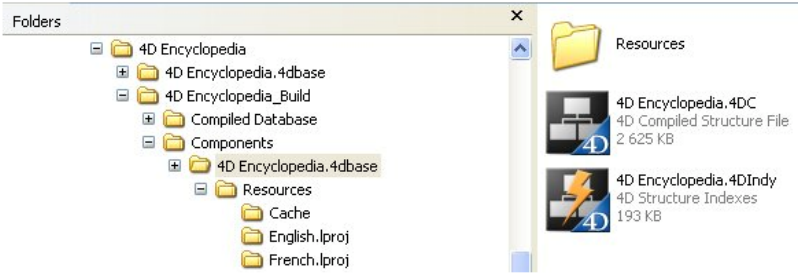 Folders
4D Encyclopedia
4D Encyclopedia.4dbase
4D Encyclopedia_Build
Compiled Database
Components
4D Encyclopedia.4dbase
Resources
Cache
English.lproj
French.lproj
Resources
4D Encyclopedia.4DC
4D Compiled Structure File
2 625 KB
4D
4D Encyclopedia.4DIndy
4D Structure Indexes
193 KB
4D